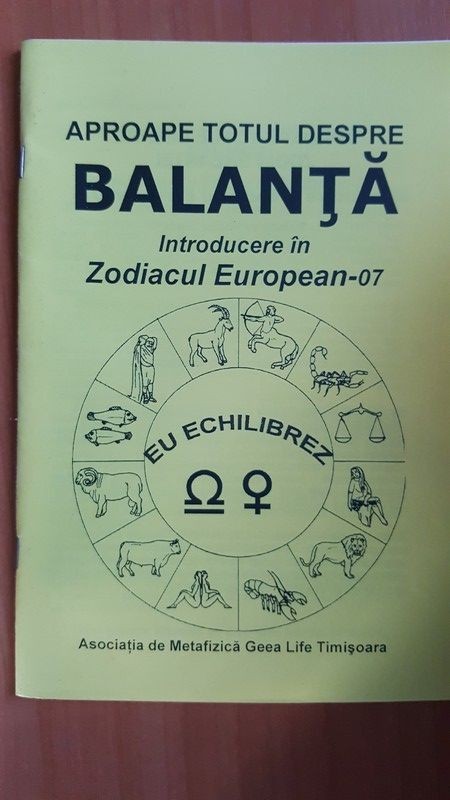 APROAPE TOTUL DESPRE
BALANŢĂ
Introducere în
Zodiacul European-07
EU ECHILIBREZ
♎ ♀
Asociaţia de Metafizică Geea Life Timişoara